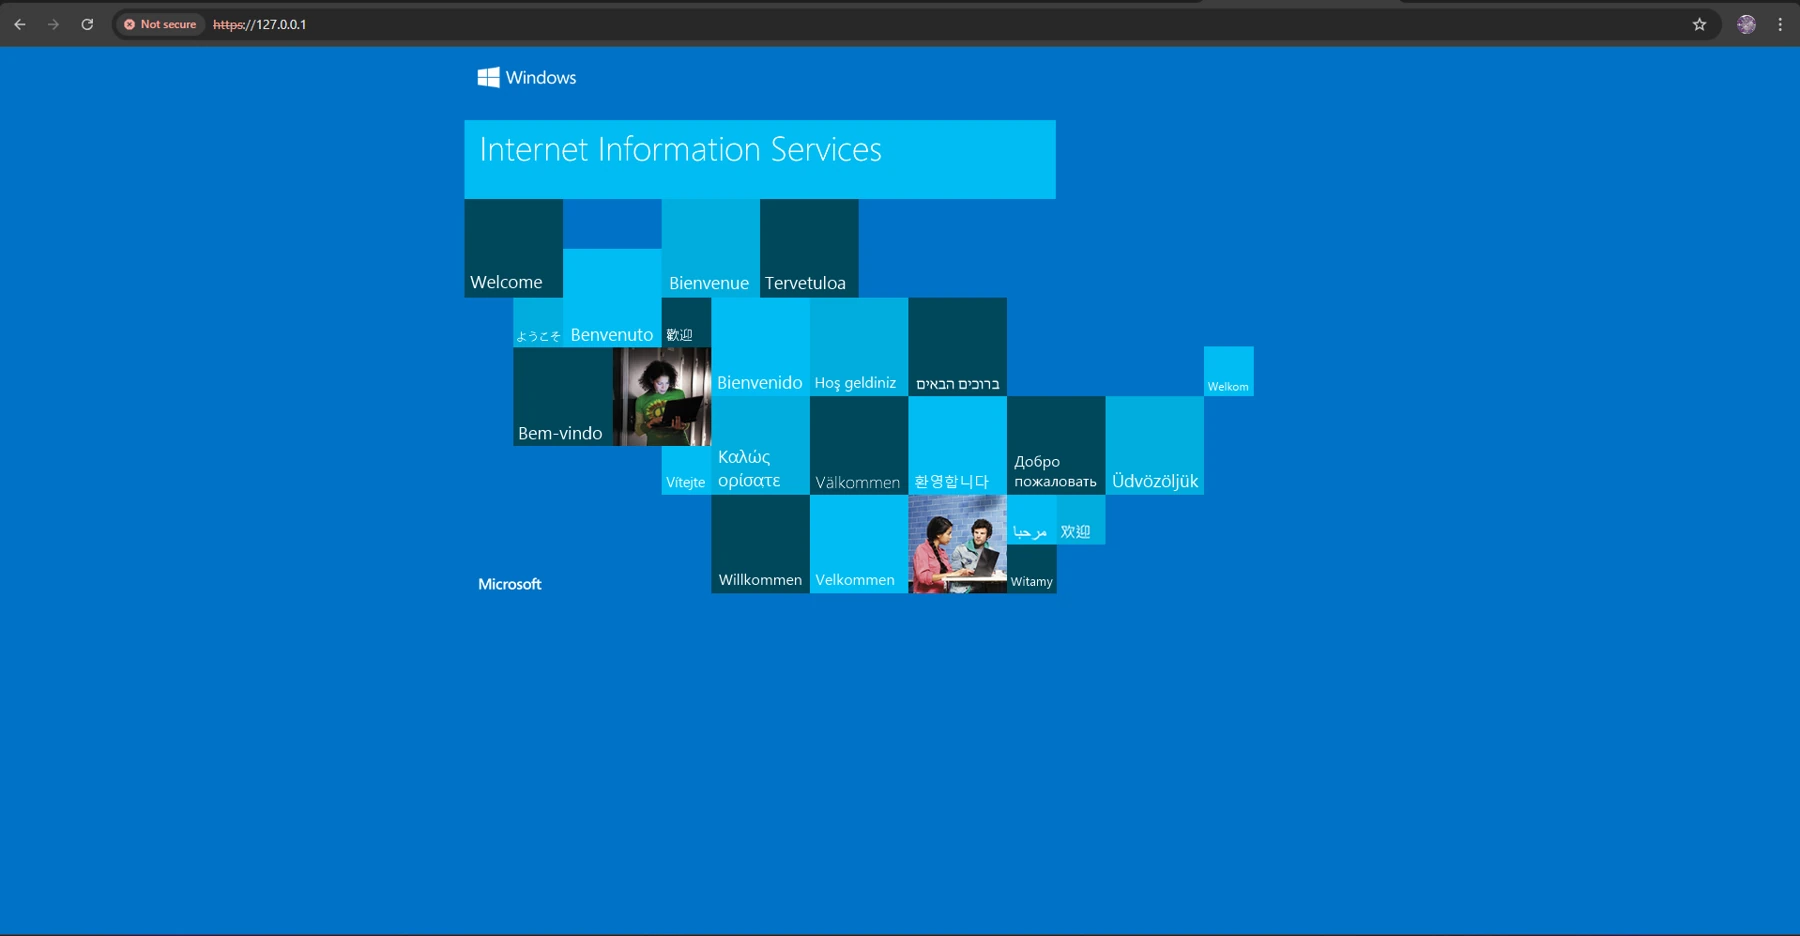 Not secure https://127.0.0.1
Windows
Internet Information Services
Welcome
Bienvenue
Tervetuloa
ようこそ
Benvenuto
歡迎
Bienvenido
Hoş geldiniz
ברוכים הבאים
Welkom
Bem-vindo
Vítejte
Καλώς
ορίσατε
Välkommen
환영합니다
Добро
пожаловать
Üdvözöljük
مرحبا
欢迎
Microsoft
Willkommen
Velkommen
Witamy